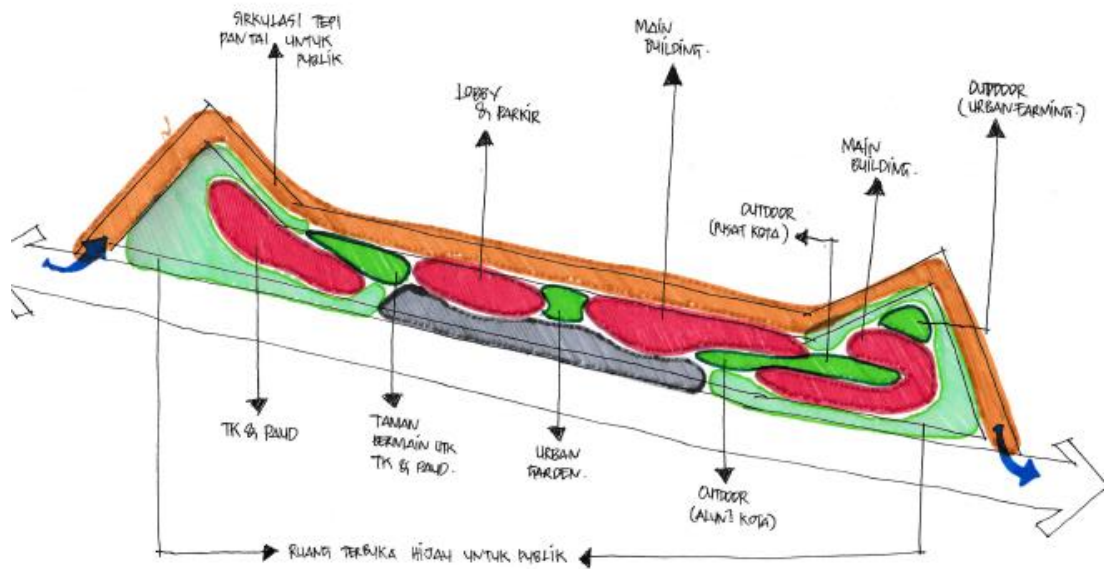 SIRKULASI TEPI
PANTAI UNTUK
PUBLIK
LOBBY
& PARKIR
MAIN
BUILDING.
OUTDOOR
(URBAN FARMING.)
MAIN
BUILDING.
OUTDOOR
(PUSAT KOTA)
TK & PAUD
TAMAN
BERMAIN UTK
TK & PAUD.
URBAN
GARDEN.
OUTDOOR
(ALUN² KOTA)
RUANG TERBUKA HIJAU UNTUK PUBLIK